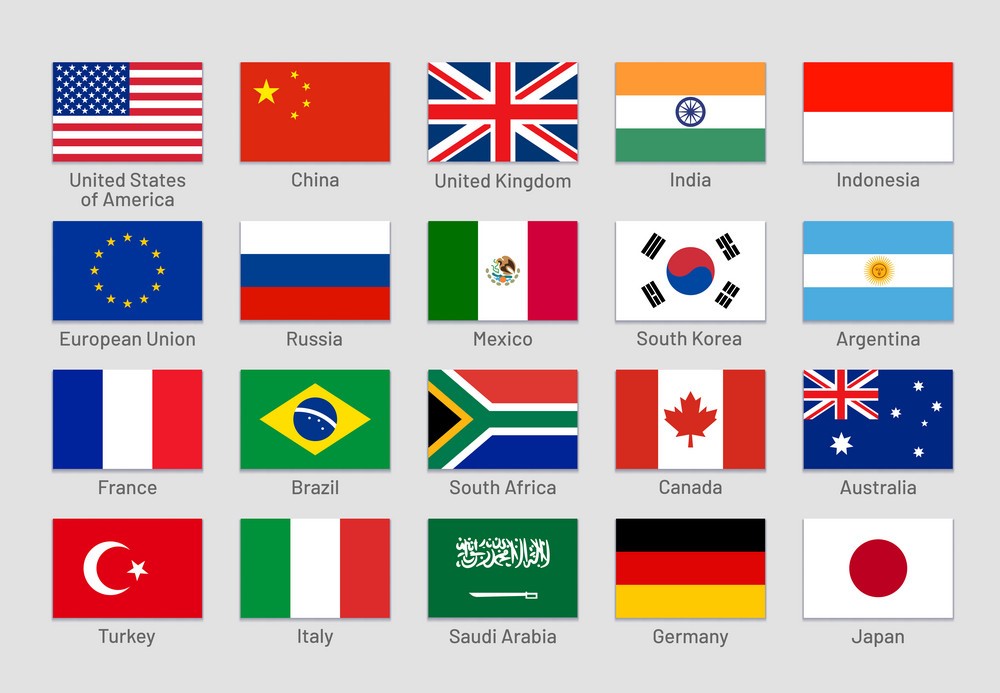 United States
of America
China
United Kingdom
India
Indonesia
European Union
Russia
Mexico
South Korea
Argentina
France
Brazil
South Africa
Canada
Australia
Turkey
Italy
Saudi Arabia
Germany
Japan